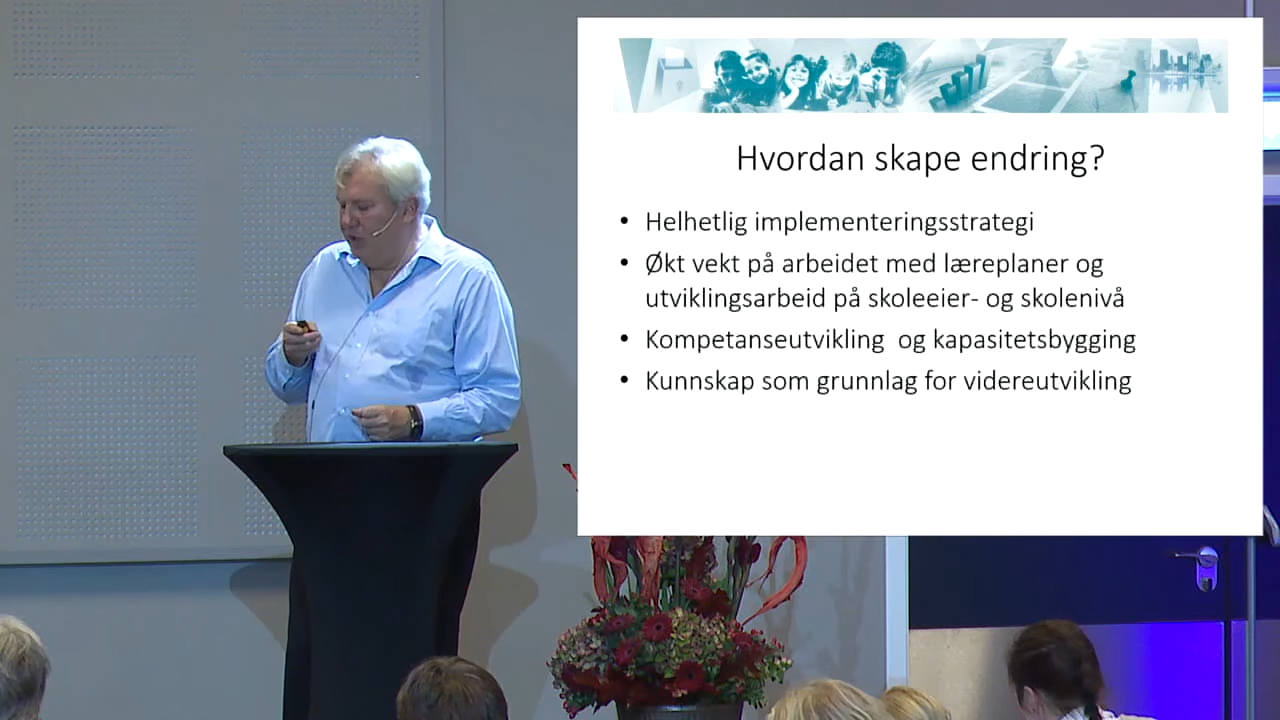 Hvordan skape endring?
• Helhetlig implementeringsstrategi
• Økt vekt på arbeidet med læreplaner og
utviklingsarbeid på skoleeier- og skolenivå
• Kompetanseutvikling  og kapasitetsbygging
• Kunnskap som grunnlag for videreutvikling